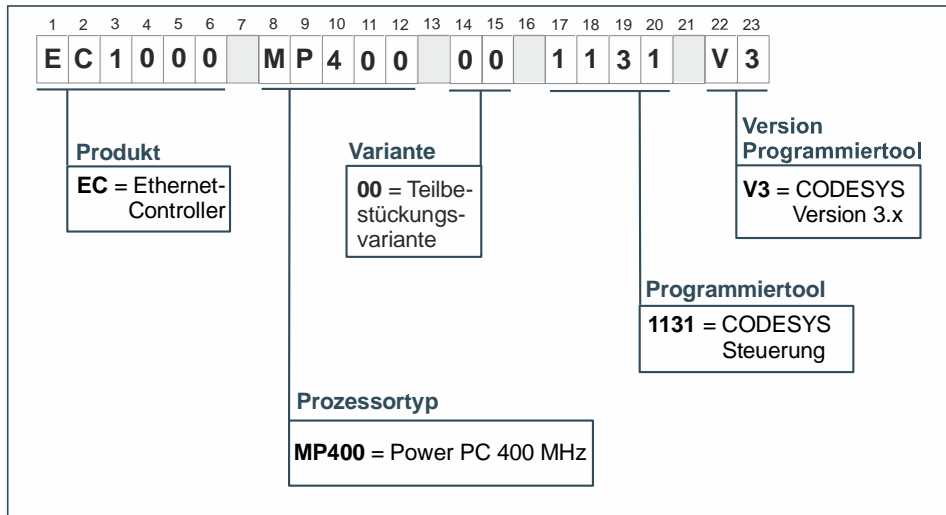 1 2 3 4 5 6 7 8 9 10 11 12 13 14 15 16 17 18 19 20 21 22 23
E C 1 0 0 0 M P 4 0 0 0 0 1 1 3 1 V 3
Produkt
EC = Ethernet-
Controller
Variante
00 = Teilbe-
stückungs-
variante
Version
Programmiertool
V3 = CODESYS
Version 3.x
Programmiertool
1131 = CODESYS
Steuerung
Prozessortyp
MP400 = Power PC 400 MHz